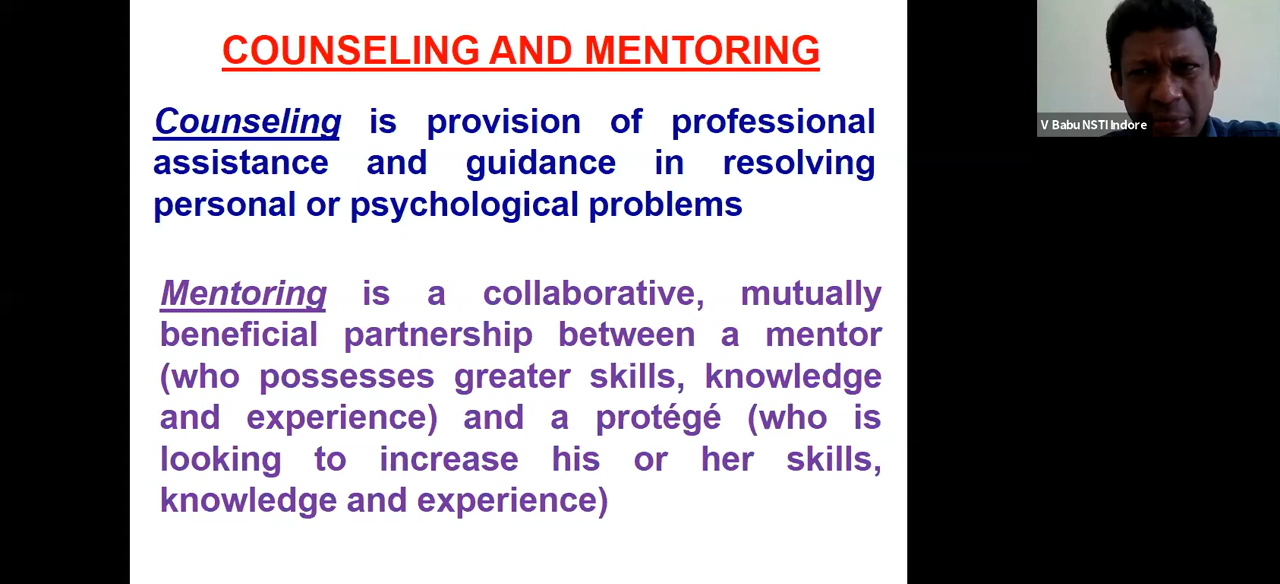 COUNSELING AND MENTORING
Counseling is provision of professional
assistance and guidance in resolving
personal or psychological problems
Mentoring is a collaborative, mutually
beneficial partnership between a mentor
(who possesses greater skills, knowledge
and experience) and a protégé (who is
looking to increase his or her skills,
knowledge and experience)
V Babu NSTI Indore